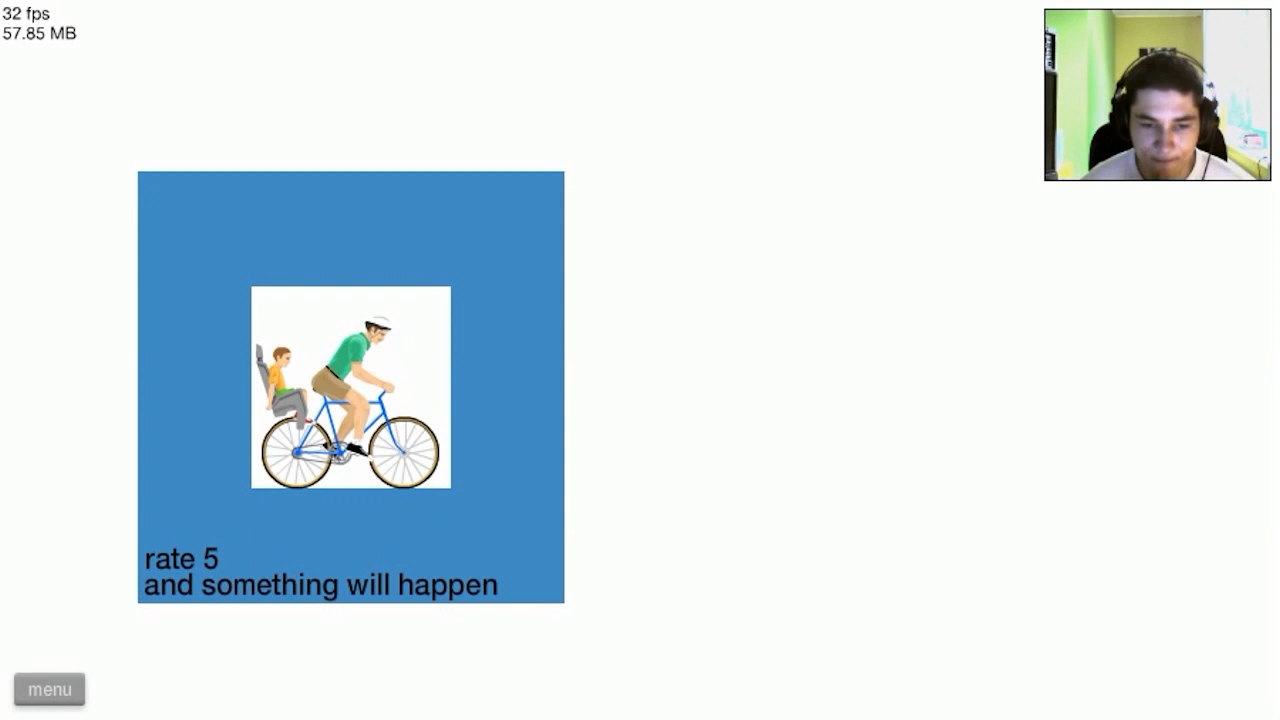 32 fps
57.85 MB
rate 5
and something will happen
menu